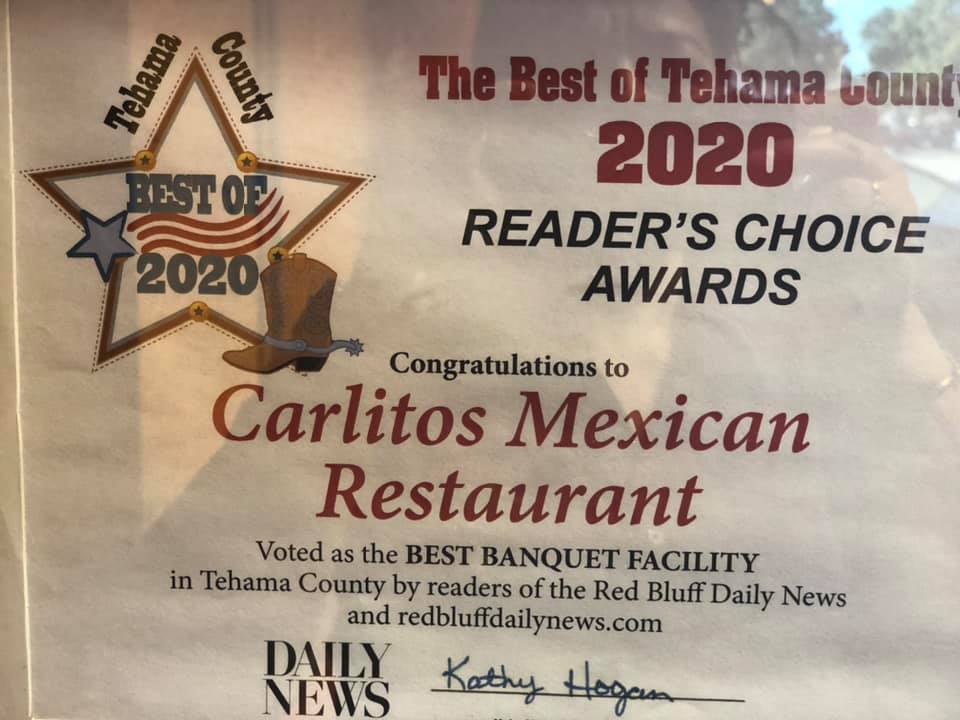 Tehama County
BEST OF
2020
The Best of Tehama County
2020
READER'S CHOICE
AWARDS
Congratulations to
Carlitos Mexican
Restaurant
Voted as the BEST BANQUET FACILITY
in Tehama County by readers of the Red Bluff Daily News
and redbluffdailynews.com
DAILY
NEWS
Kathy Hogan